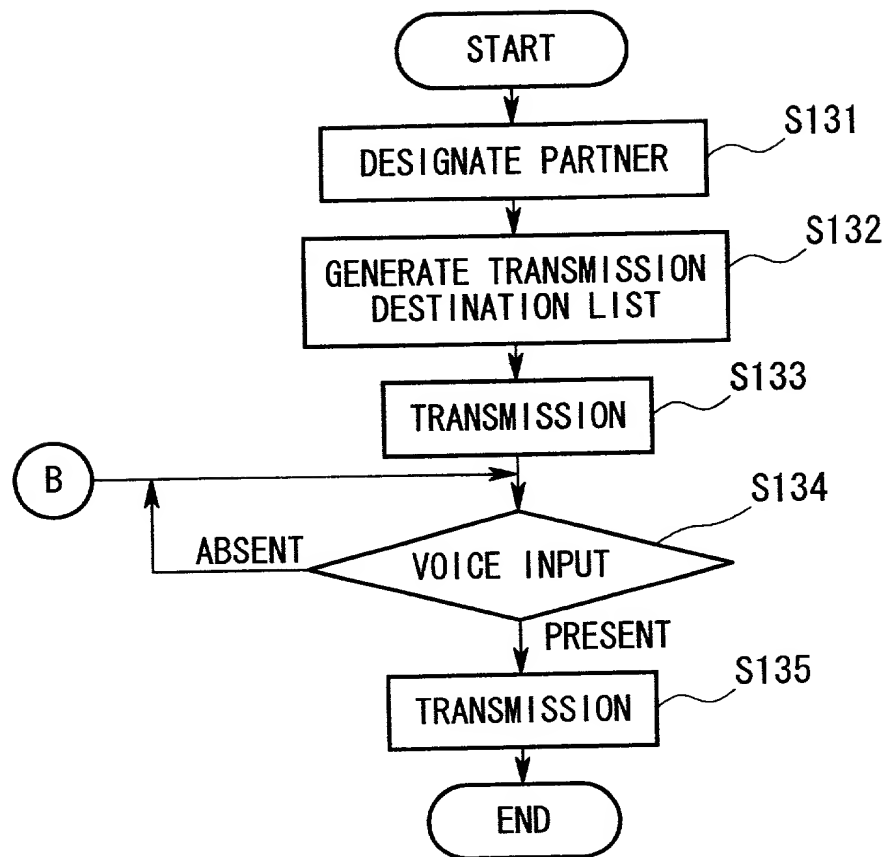 START
S131
DESIGNATE PARTNER
S132
GENERATE TRANSMISSION
DESTINATION LIST
S133
TRANSMISSION
B
S134
ABSENT
VOICE INPUT
PRESENT
S135
TRANSMISSION
END